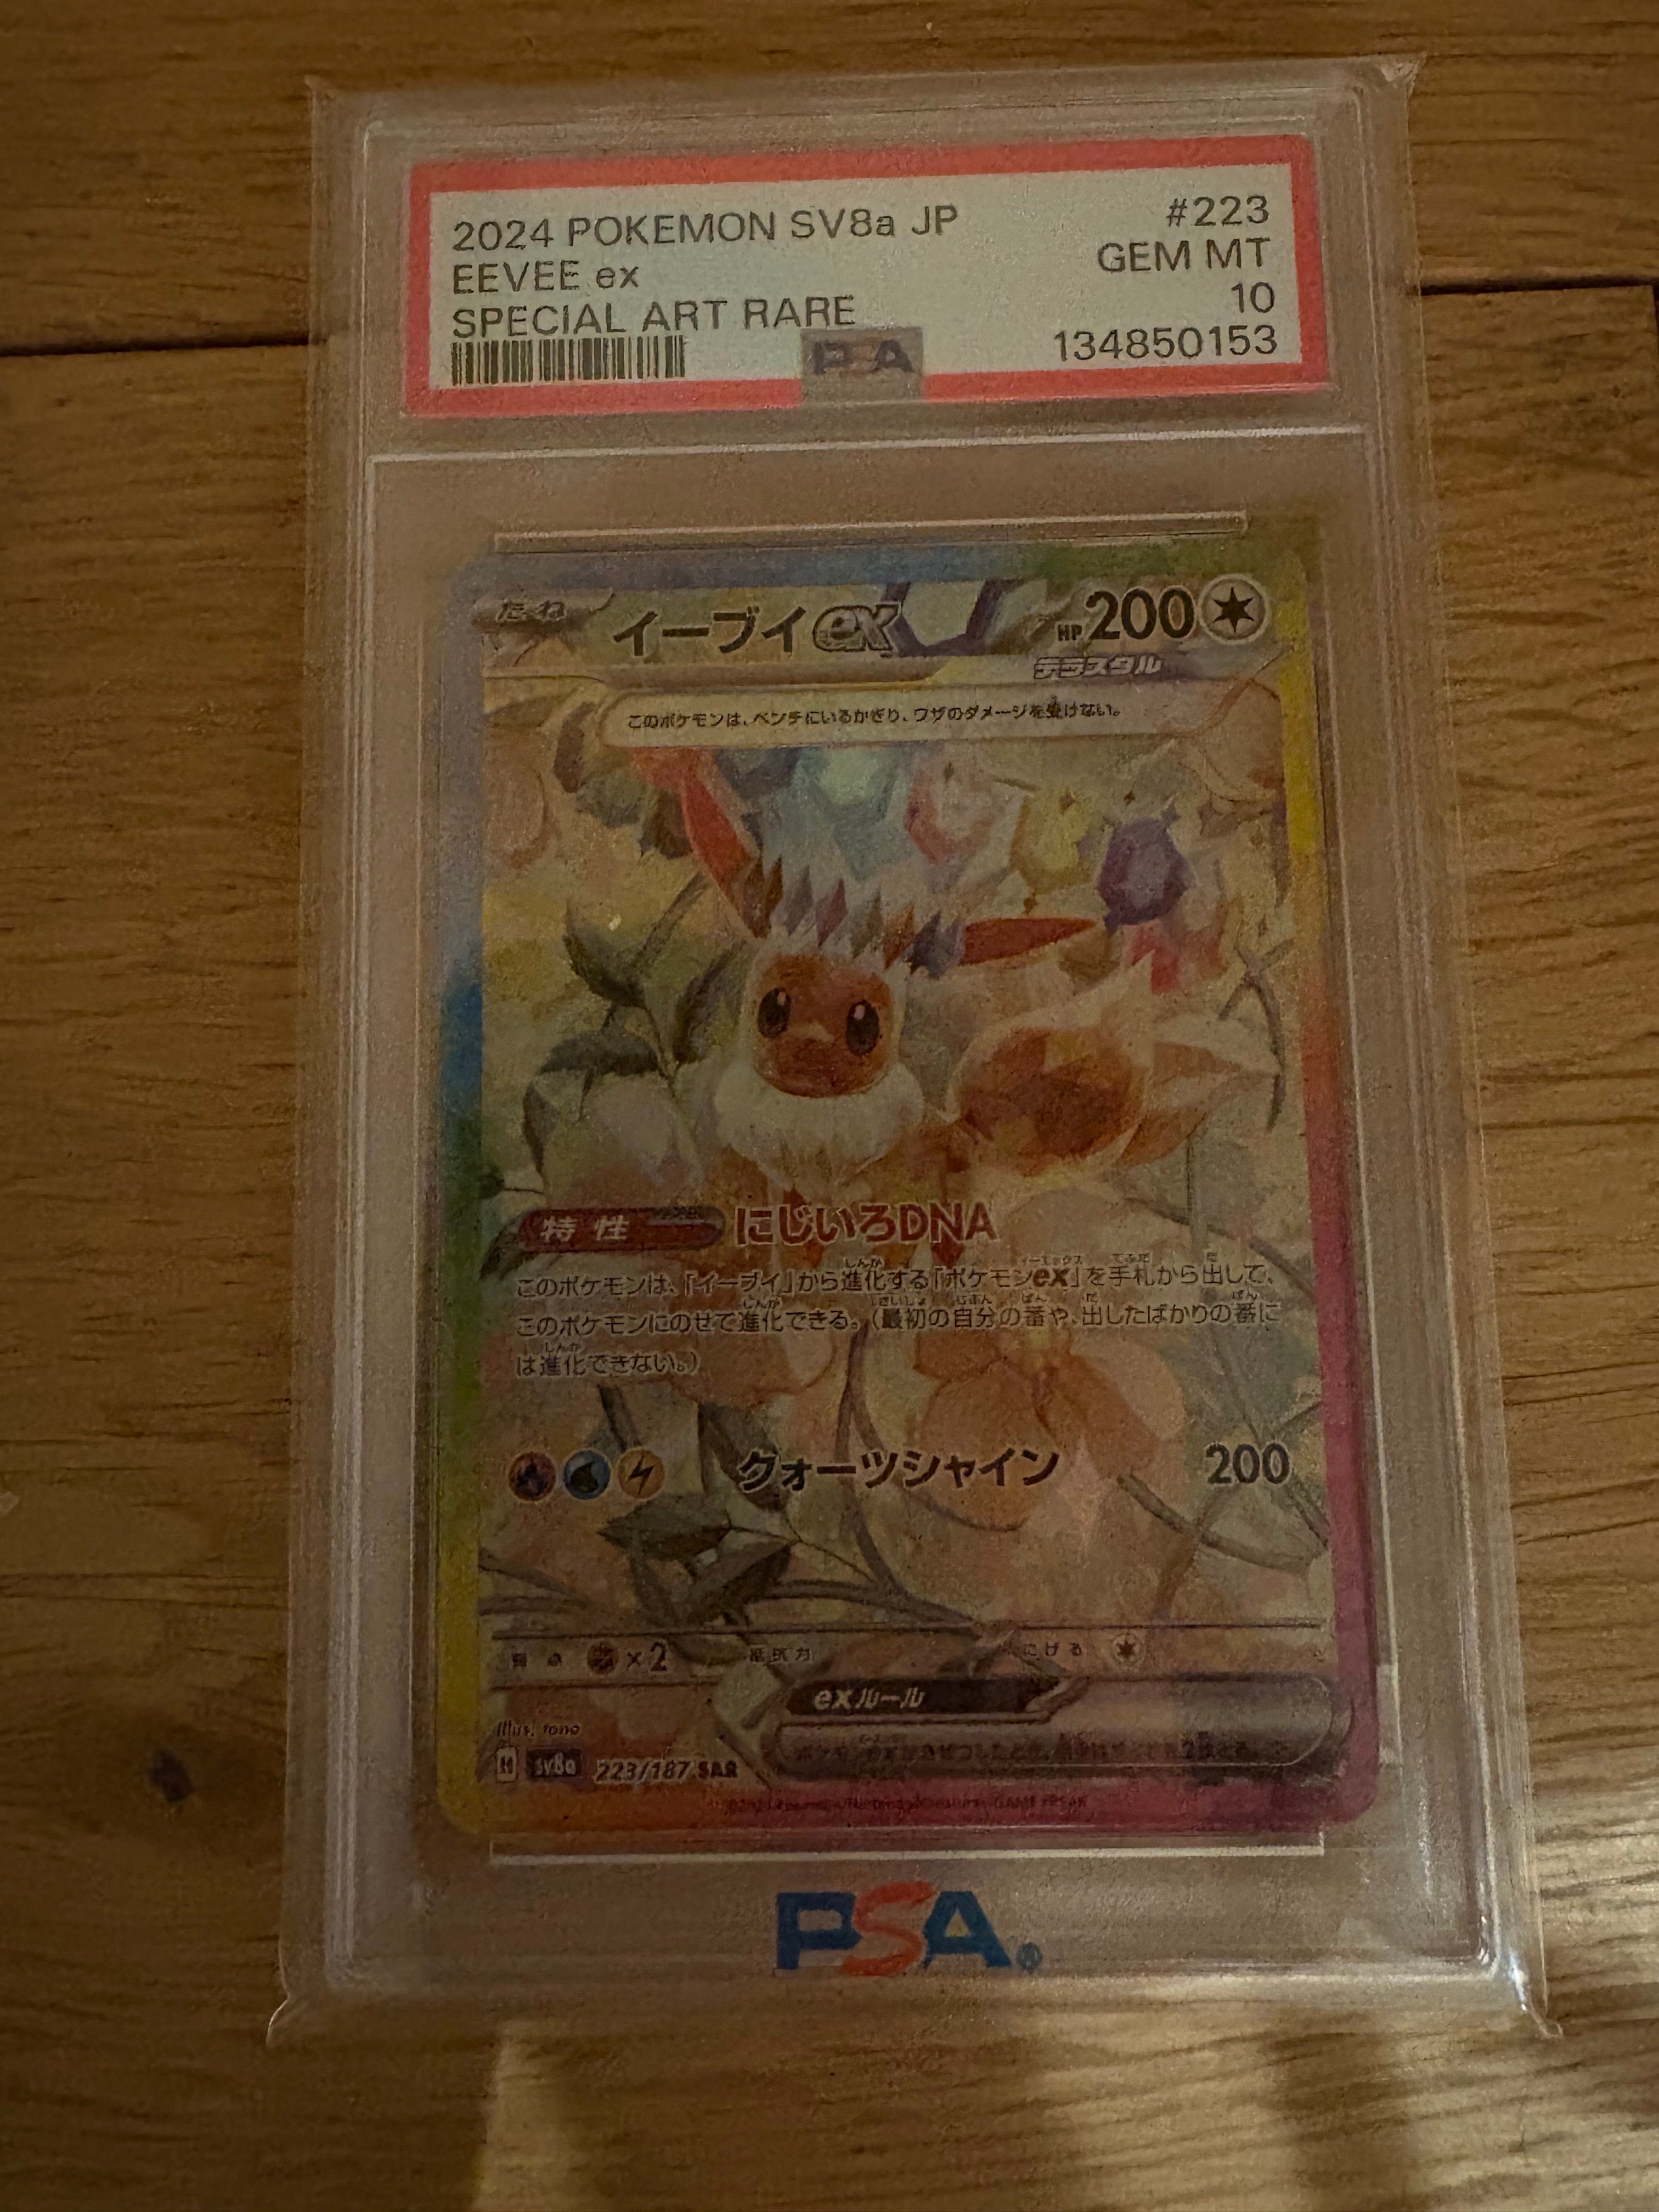 2024 POKEMON SV8a JP #223
EEVEE ex GEM MT
SPECIAL ART RARE 10
134850153
PSA
たね イーブイex HP200
テラスタル
このポケモンは、ベンチにいるかぎり、ワザのダメージを受けない。
特性 にじいろDNA
このポケモンは、「イーブイ」から進化する「ポケモンex」を手札から出して、
このポケモンにのせて進化できる。（最初の自分の番や、出したばかりの番に
は進化できない。）
クォーツシャイン 200
弱点 ×2 抵抗力 にげる
exルール
Illus. tono
H sv8a 223/187 SAR
PSA®